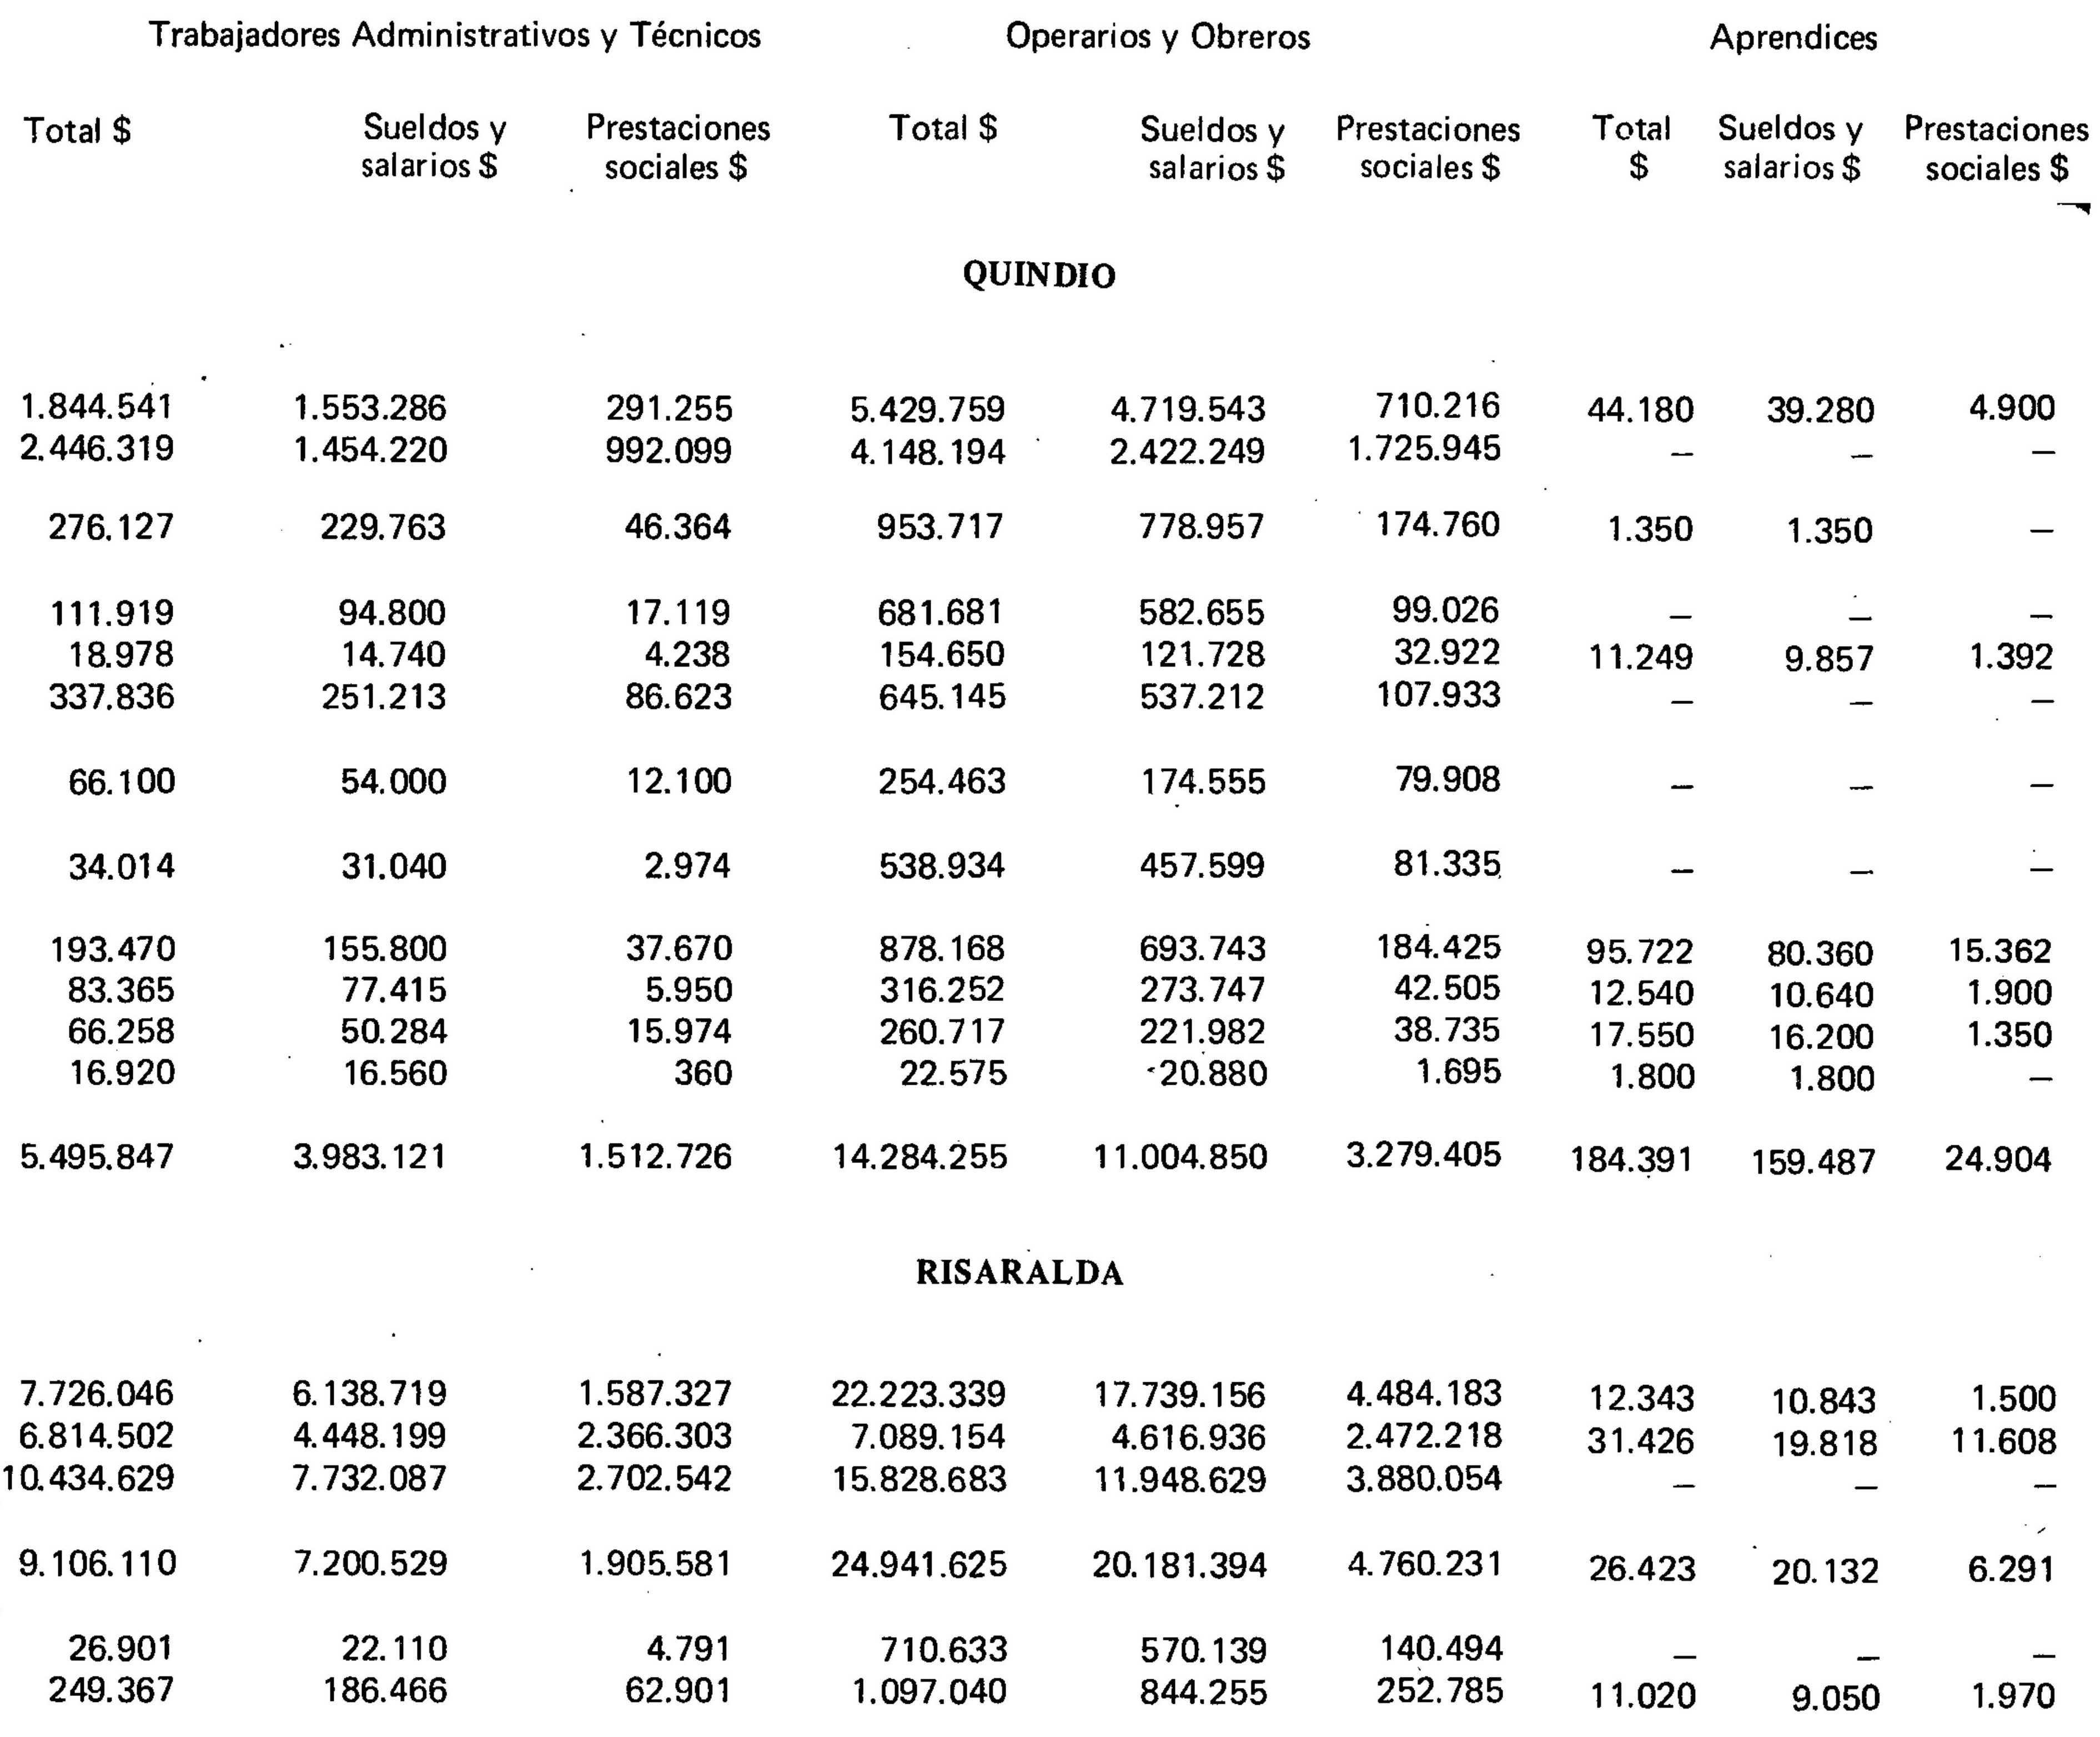 Trabajadores Administrativos y Técnicos Operarios y Obreros Aprendices
Total $ Sueldos y Prestaciones Total $ Sueldos y Prestaciones Total Sueldos y Prestaciones
salarios $ sociales $ salarios $ sociales $ $ salarios $ sociales $
QUINDIO
1.844.541 1.553.286 291.255 5.429.759 4.719.543 710.216 44.180 39.280 4.900
2.446.319 1.454.220 992.099 4.148.194 2.422.249 1.725.945 — — —
276.127 229.763 46.364 953.717 778.957 174.760 1.350 1.350 —
111.919 94.800 17.119 681.681 582.655 99.026 — — —
18.978 14.740 4.238 154.650 121.728 32.922 11.249 9.857 1.392
337.836 251.213 86.623 645.145 537.212 107.933 — — —
66.100 54.000 12.100 254.463 174.555 79.908 — — —
34.014 31.040 2.974 538.934 457.599 81.335 — — —
193.470 155.800 37.670 878.168 693.743 184.425 95.722 80.360 15.362
83.365 77.415 5.950 316.252 273.747 42.505 12.540 10.640 1.900
66.258 50.284 15.974 260.717 221.982 38.735 17.550 16.200 1.350
16.920 16.560 360 22.575 20.880 1.695 1.800 1.800 —
5.495.847 3.983.121 1.512.726 14.284.255 11.004.850 3.279.405 184.391 159.487 24.904
RISARALDA
7.726.046 6.138.719 1.587.327 22.223.339 17.739.156 4.484.183 12.343 10.843 1.500
6.814.502 4.448.199 2.366.303 7.089.154 4.616.936 2.472.218 31.426 19.818 11.608
10.434.629 7.732.087 2.702.542 15.828.683 11.948.629 3.880.054 — — —
9.106.110 7.200.529 1.905.581 24.941.625 20.181.394 4.760.231 26.423 20.132 6.291
26.901 22.110 4.791 710.633 570.139 140.494 — — —
249.367 186.466 62.901 1.097.040 844.255 252.785 11.020 9.050 1.970